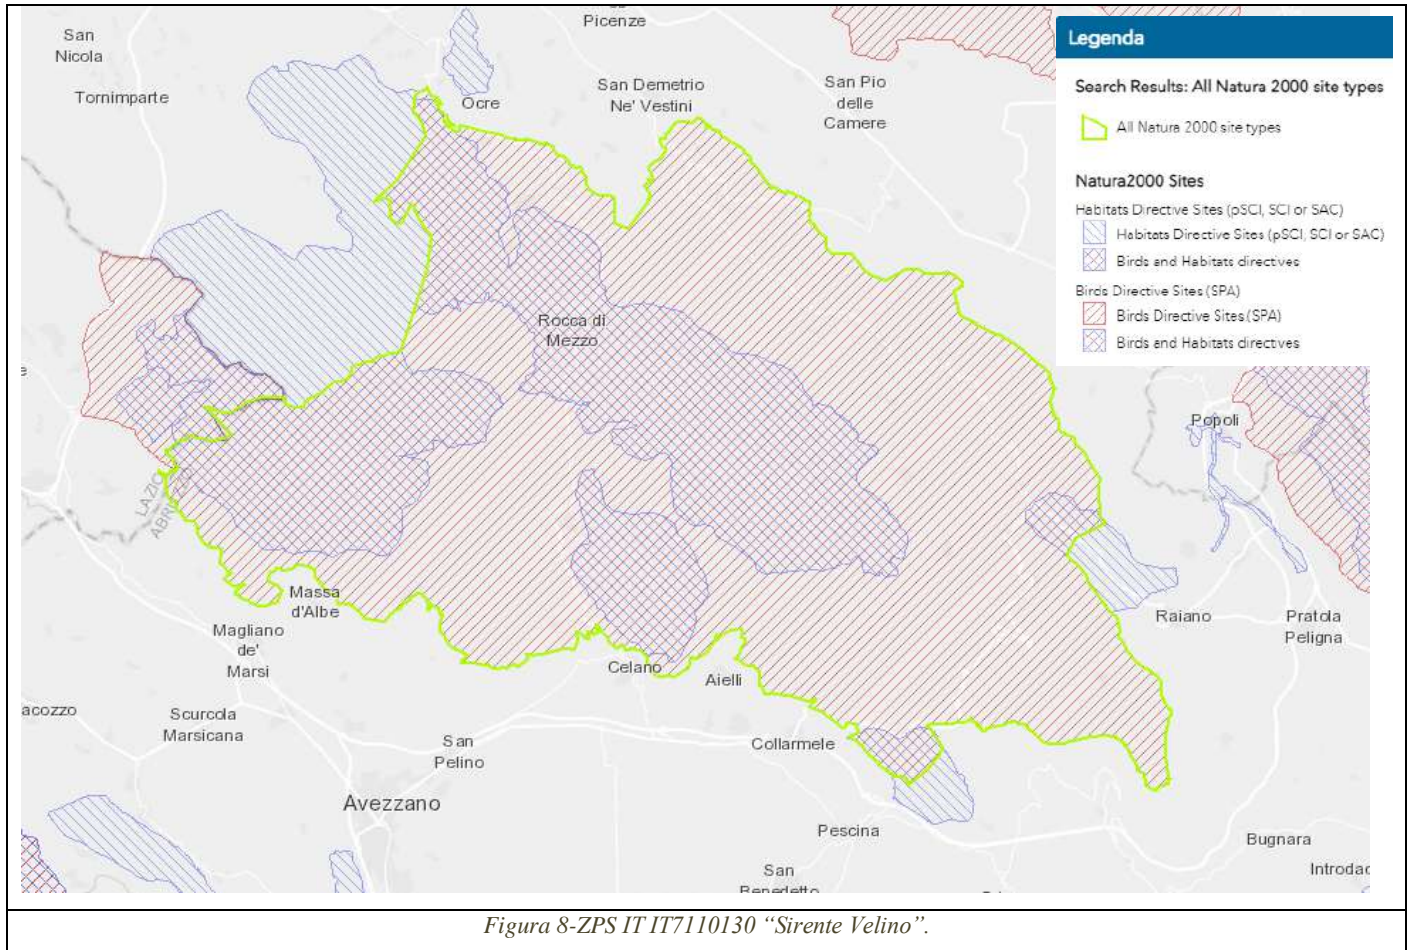 Picenze
San
Nicola
Tornimparte
Ocre
San Demetrio
Ne' Vestini
San Pio
delle
Camere
Legenda
Search Results: All Natura 2000 site types
All Natura 2000 site types
Natura2000 Sites
Habitats Directive Sites (pSCI, SCI or SAC)
Habitats Directive Sites (pSCI, SCI or SAC)
Birds and Habitats directives
Birds Directive Sites (SPA)
Birds Directive Sites (SPA)
Birds and Habitats directives
Rocca di
Mezzo
e
Popoli
LAZIO
ABRUZZO
Massa
d'Albe
Magliano
de'
Marsi
Raiano
Pratola
Peligna
Celano
Aielli
acozzo
Scurcola
Marsicana
San
Pelino
Collarmele
Avezzano
Pescina
Bugnara
San
Benedetto
Introdac
Figura 8-ZPS IT IT7110130 “Sirente Velino”.